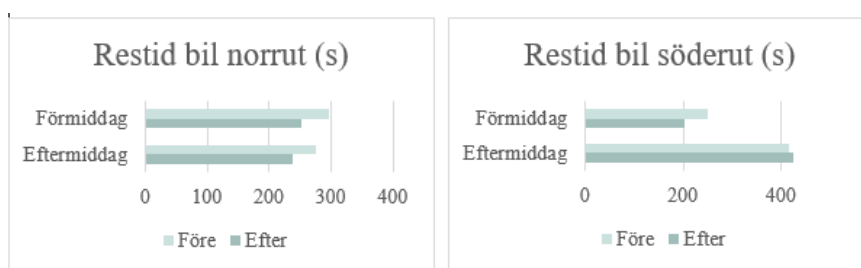 Restid bil norrut (s)
Förmiddag
Eftermiddag
0 100 200 300 400
Före Efter
Restid bil söderut (s)
Förmiddag
Eftermiddag
0 200 400
Före Efter